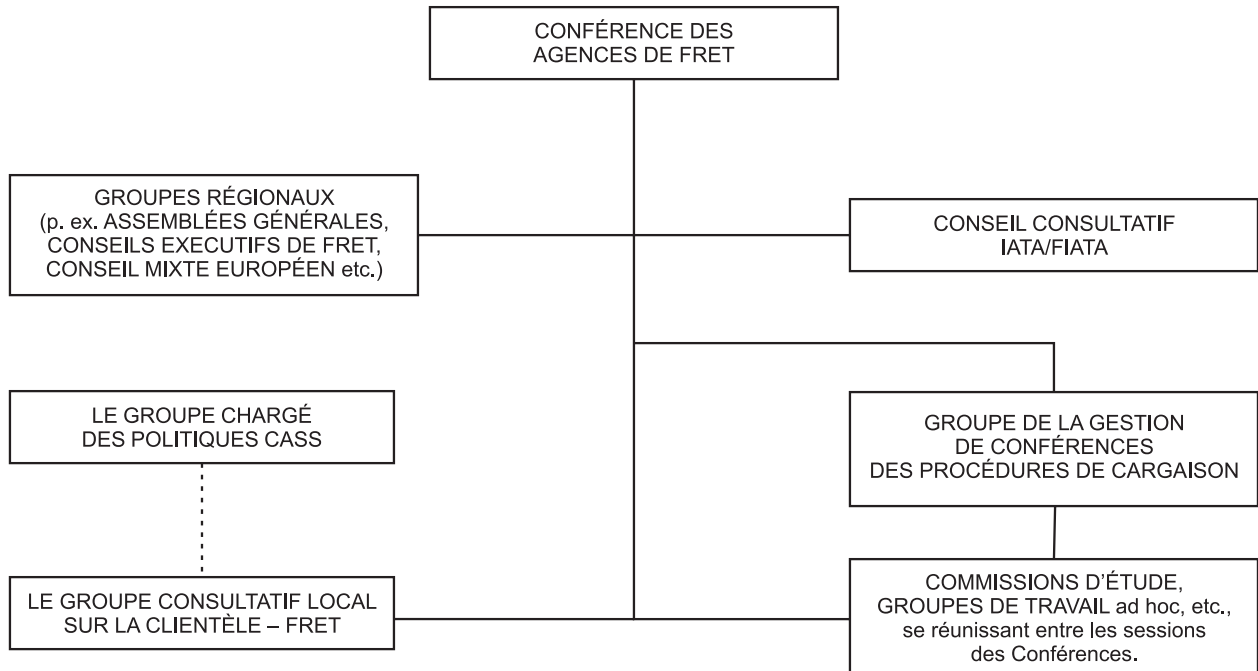 CONFÉRENCE DES
AGENCES DE FRET
GROUPES RÉGIONAUX
(p. ex. ASSEMBLÉES GÉNÉRALES,
CONSEILS EXECUTIFS DE FRET,
CONSEIL MIXTE EUROPÉEN etc.)
CONSEIL CONSULTATIF
IATA/FIATA
LE GROUPE CHARGÉ
DES POLITIQUES CASS
GROUPE DE LA GESTION
DE CONFÉRENCES
DES PROCÉDURES DE CARGAISON
LE GROUPE CONSULTATIF LOCAL
SUR LA CLIENTÈLE – FRET
COMMISSIONS D'ÉTUDE,
GROUPES DE TRAVAIL ad hoc, etc.,
se réunissant entre les sessions
des Conférences.